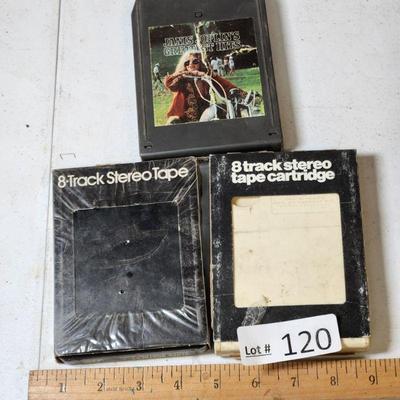 JANIS JOPLIN'S
GREATEST HITS
8-Track Stereo Tape
8 track stereo
tape cartridge
Lot # 120
1 2 3 4 5 6 7 8 9